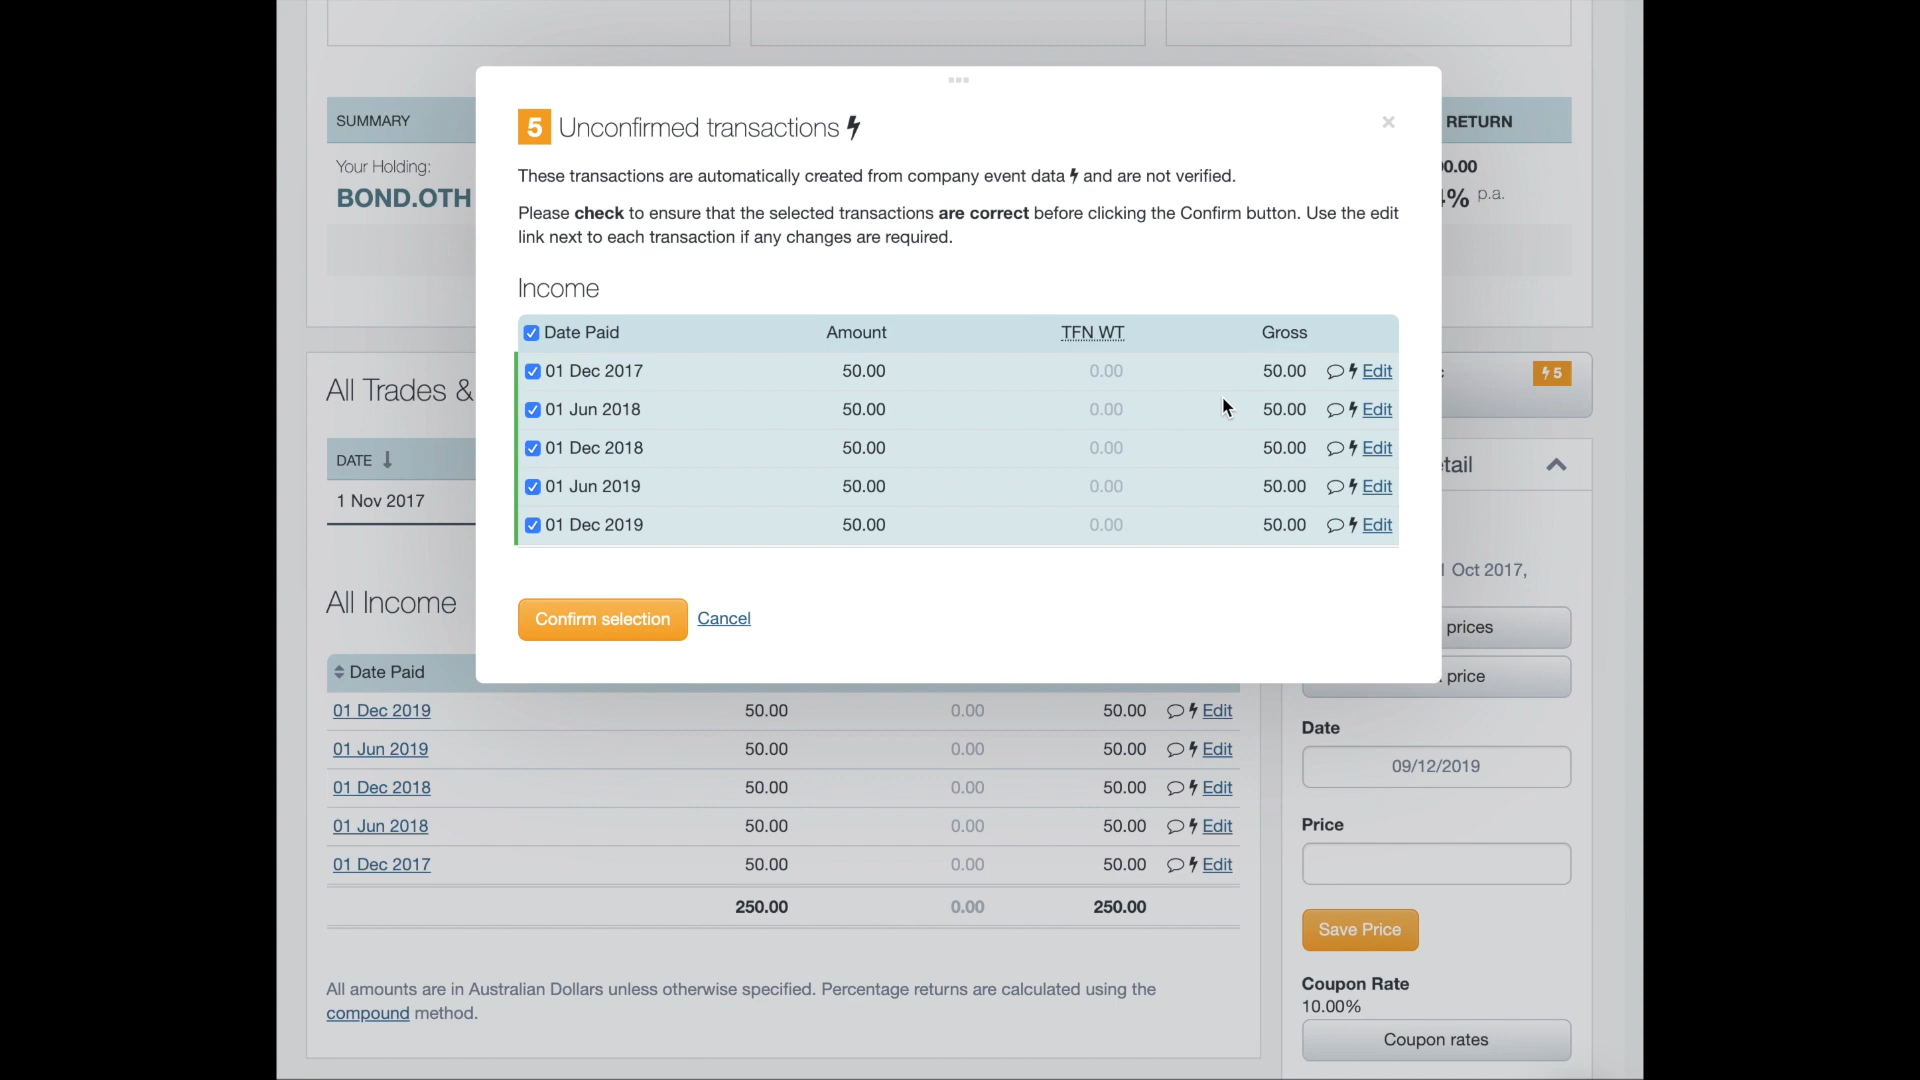 5 Unconfirmed transactions
These transactions are automatically created from company event data and are not verified.
Please check to ensure that the selected transactions are correct before clicking the Confirm button. Use the edit
link next to each transaction if any changes are required.
Income
Date Paid Amount TFN WT Gross
01 Dec 2017 50.00 0.00 50.00 Edit
01 Jun 2018 50.00 0.00 50.00 Edit
01 Dec 2018 50.00 0.00 50.00 Edit
01 Jun 2019 50.00 0.00 50.00 Edit
01 Dec 2019 50.00 0.00 50.00 Edit
Confirm selection Cancel
SUMMARY
Your Holding:
BOND.OTH
RETURN
0.00
% p.a.
All Trades &
5
DATE
1 Nov 2017
All Income
Date Paid
01 Dec 2019 50.00 0.00 50.00 Edit
01 Jun 2019 50.00 0.00 50.00 Edit
01 Dec 2018 50.00 0.00 50.00 Edit
01 Jun 2018 50.00 0.00 50.00 Edit
01 Dec 2017 50.00 0.00 50.00 Edit
250.00 0.00 250.00
All amounts are in Australian Dollars unless otherwise specified. Percentage returns are calculated using the
compound method.
tail
Oct 2017,
prices
price
Date
09/12/2019
Price
Save Price
Coupon Rate
10.00%
Coupon rates